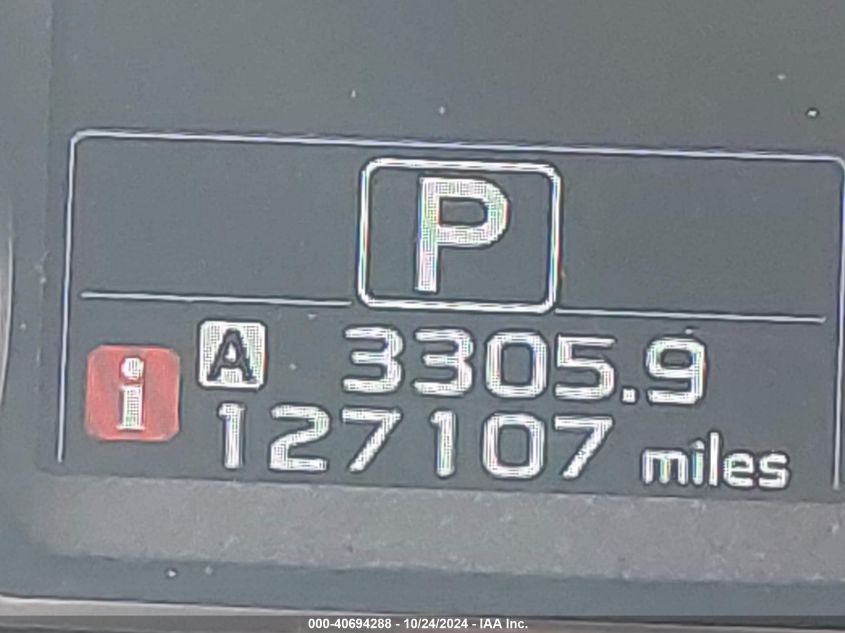 P
A 3305.9
i 127107 miles
000-40694288 - 10/24/2024 - IAA Inc.